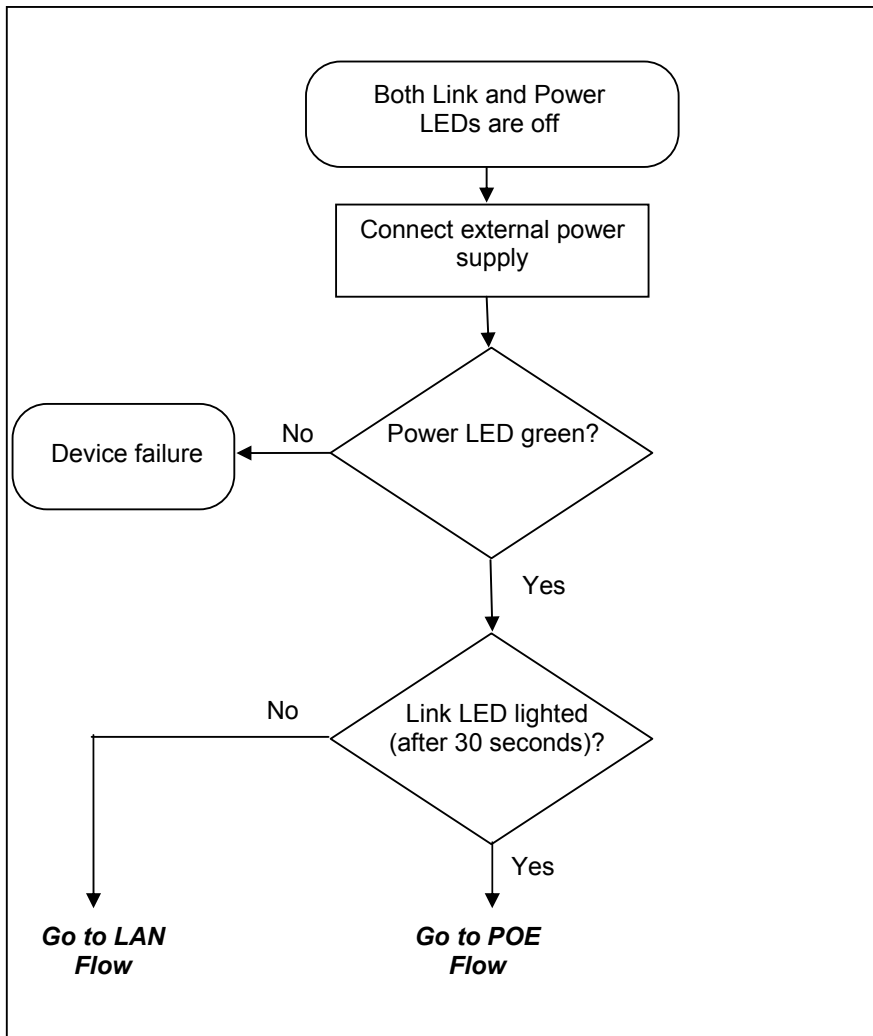 Both Link and Power
LEDs are off
Connect external power
supply
Power LED green?
No
Device failure
Yes
Link LED lighted
(after 30 seconds)?
No
Yes
Go to LAN
Flow
Go to POE
Flow